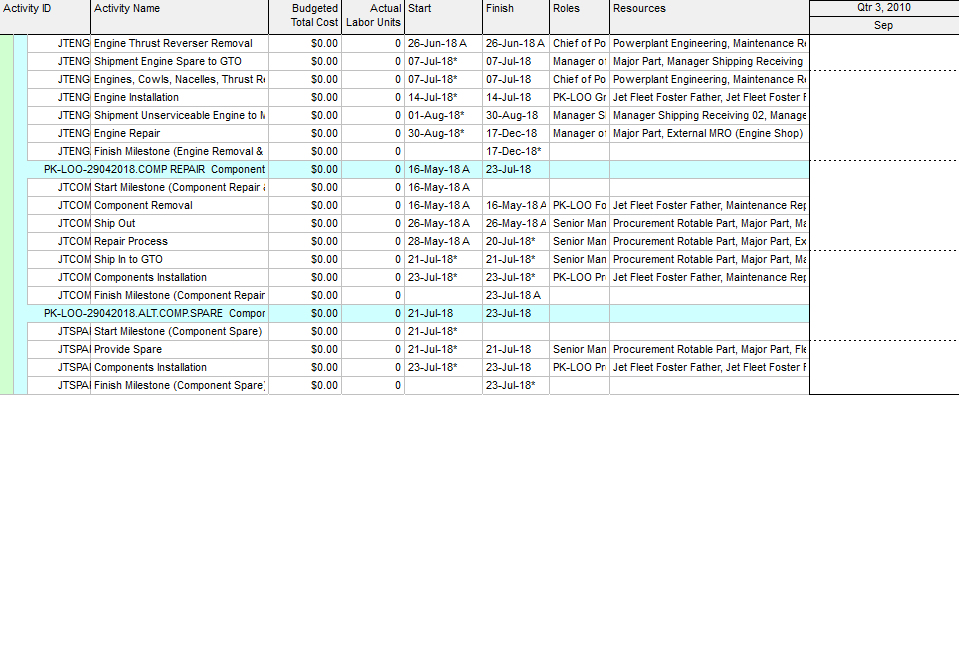 Activity ID Activity Name Budgeted Total Cost Actual Labor Units Start Finish Roles Resources Qtr 3, 2010
Sep
JTENG Engine Thrust Reverser Removal $0.00 0 26-Jun-18 A 26-Jun-18 A Chief of Po Powerplant Engineering, Maintenance Re
JTENG Shipment Engine Spare to GTO $0.00 0 07-Jul-18* 07-Jul-18 Manager of Major Part, Manager Shipping Receiving
JTENG Engines, Cowls, Nacelles, Thrust Re $0.00 0 07-Jul-18* 07-Jul-18 Chief of Po Powerplant Engineering, Maintenance Re
JTENG Engine Installation $0.00 0 14-Jul-18* 14-Jul-18 PK-LOO Gr Jet Fleet Foster Father, Jet Fleet Foster F
JTENG Shipment Unserviceable Engine to M $0.00 0 01-Aug-18* 30-Aug-18 Manager S Manager Shipping Receiving 02, Manage
JTENG Engine Repair $0.00 0 30-Aug-18* 17-Dec-18 Manager of Major Part, External MRO (Engine Shop)
JTENG Finish Milestone (Engine Removal & $0.00 0 17-Dec-18*
PK-LOO-29042018.COMP REPAIR Component $0.00 0 16-May-18 A 23-Jul-18
JTCOM Start Milestone (Component Repair & $0.00 0 16-May-18 A
JTCOM Component Removal $0.00 0 16-May-18 A 16-May-18 A PK-LOO Fo Jet Fleet Foster Father, Maintenance Rep
JTCOM Ship Out $0.00 0 26-May-18 A 26-May-18 A Senior Man Procurement Rotable Part, Major Part, Ma
JTCOM Repair Process $0.00 0 28-May-18 A 20-Jul-18* Senior Man Procurement Rotable Part, Major Part, Ex
JTCOM Ship In to GTO $0.00 0 21-Jul-18* 21-Jul-18* Senior Man Procurement Rotable Part, Major Part, Ma
JTCOM Components Installation $0.00 0 23-Jul-18* 23-Jul-18* PK-LOO Pr Jet Fleet Foster Father, Maintenance Rep
JTCOM Finish Milestone (Component Repair $0.00 0 23-Jul-18 A
PK-LOO-29042018.ALT.COMP.SPARE Compor $0.00 0 21-Jul-18 23-Jul-18
JTSPA Start Milestone (Component Spare) $0.00 0 21-Jul-18*
JTSPA Provide Spare $0.00 0 21-Jul-18* 21-Jul-18 Senior Man Procurement Rotable Part, Major Part, Fle
JTSPA Components Installation $0.00 0 23-Jul-18* 23-Jul-18 PK-LOO Pr Jet Fleet Foster Father, Jet Fleet Foster F
JTSPA Finish Milestone (Component Spare) $0.00 0 23-Jul-18*